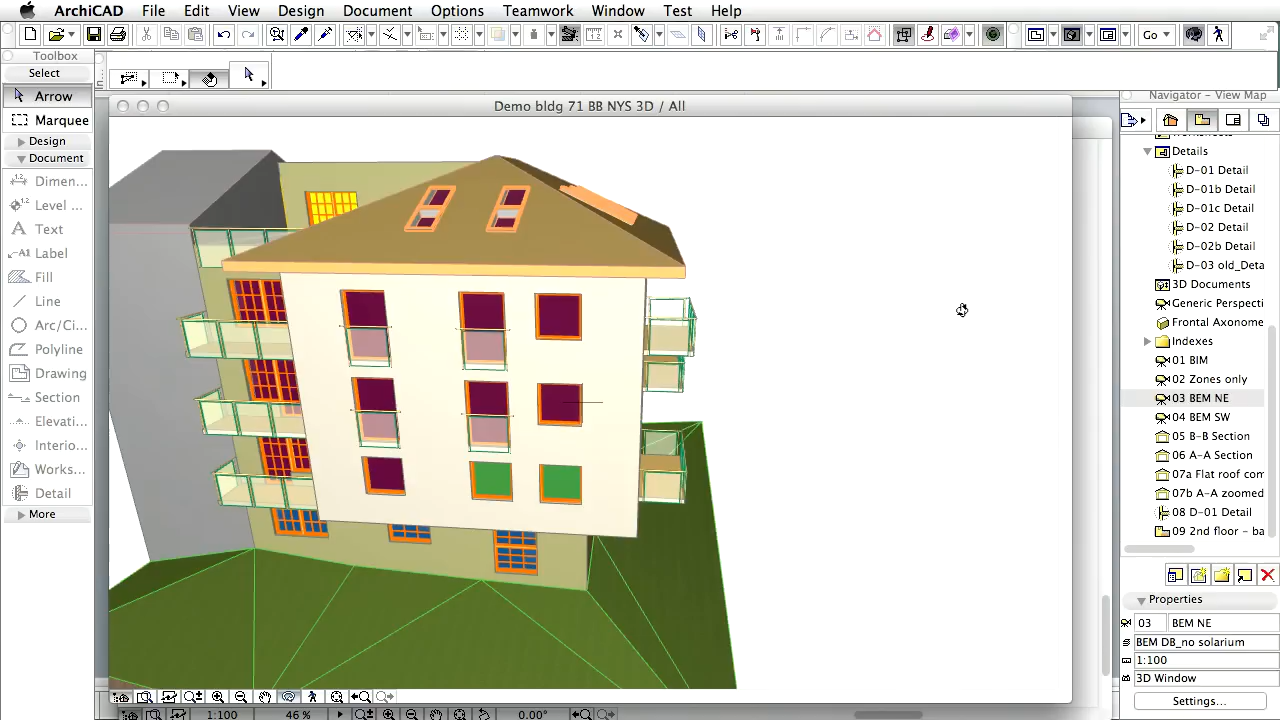 ArchiCAD File Edit View Design Document Options Teamwork Window Test Help
Go
Toolbox
Select
Arrow
Marquee
Design
Document
Dimen...
Level ...
Text
A1 Label
Fill
Line
Arc/Ci...
Polyline
Drawing
Section
Elevati...
Interio...
Works...
Detail
More
Demo bldg 71 BB NYS 3D / All
1:100 46 % 0.00°
Navigator – View Map
Details
D-01 Detail
D-01b Detail
D-01c Detail
D-02 Detail
D-02b Detail
D-03 old_Deta
3D Documents
Generic Perspecti
Frontal Axonome
Indexes
01 BIM
02 Zones only
03 BEM NE
04 BEM SW
05 B-B Section
06 A-A Section
07a Flat roof com
07b A-A zoomed
08 D-01 Detail
09 2nd floor - ba
Properties
03 BEM NE
BEM DB_no solarium
1:100
3D Window
Settings...